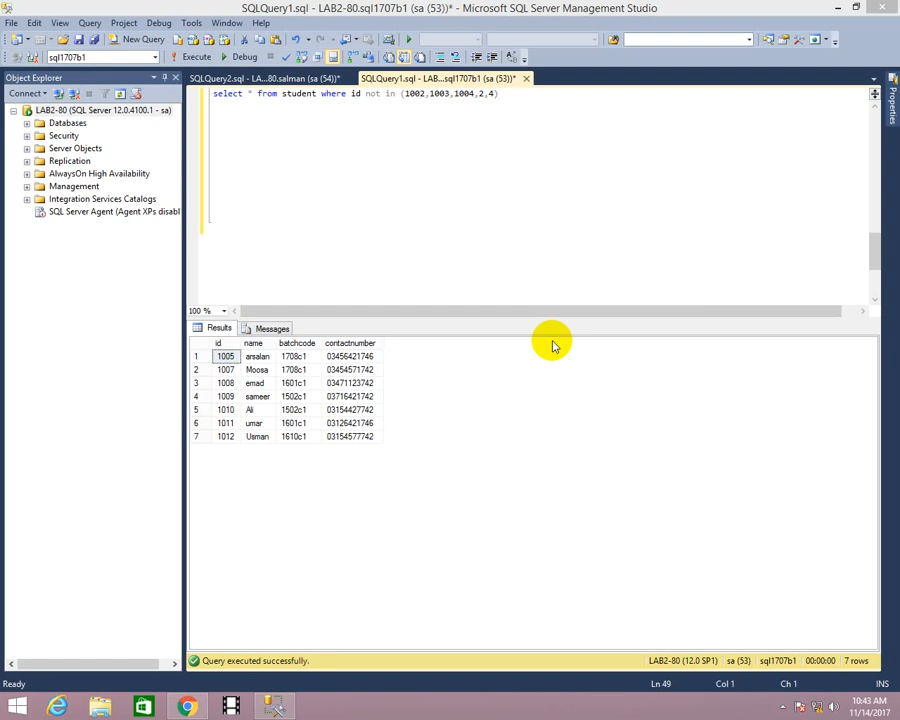 SQLQuery1.sql - LAB2-80.sql1707b1 (sa (53))* - Microsoft SQL Server Management Studio
File Edit View Query Project Debug Tools Window Help
New Query
sql1707b1 Execute Debug
Object Explorer
SQLQuery2.sql - LA...80.salman (sa (54))* SQLQuery1.sql - LAB...sql1707b1 (sa (53))*
Connect
Properties
select * from student where id not in (1002,1003,1004,2,4)
LAB2-80 (SQL Server 12.0.4100.1 - sa)
Databases
Security
Server Objects
Replication
AlwaysOn High Availability
Management
Integration Services Catalogs
SQL Server Agent (Agent XPs disabl
100 %
Results Messages
id name batchcode contactnumber
1 1005 arsalan 1708c1 03456421746
2 1007 Moosa 1708c1 03454571742
3 1008 emad 1601c1 03471123742
4 1009 sameer 1502c1 03716421742
5 1010 Ali 1502c1 03154427742
6 1011 umar 1601c1 03126421742
7 1012 Usman 1610c1 03154577742
Query executed successfully. LAB2-80 (12.0 SP1) sa (53) sql1707b1 00:00:00 7 rows
Ready Ln 49 Col 1 Ch 1 INS
10:43 AM
11/14/2017